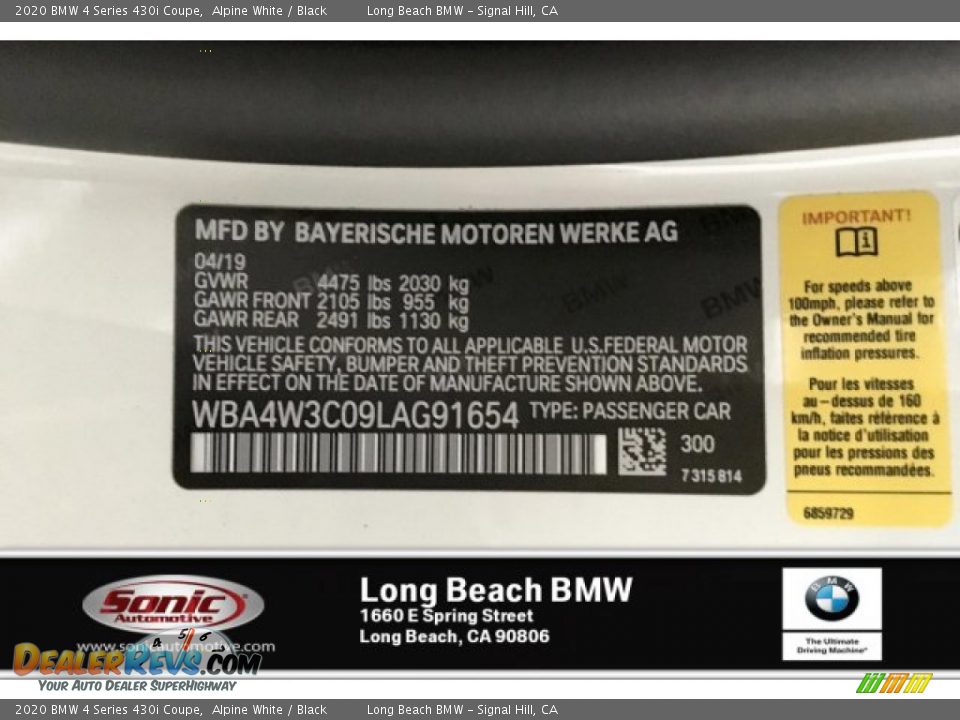 2020 BMW 4 Series 430i Coupe, Alpine White / Black Long Beach BMW - Signal Hill, CA
MFD BY BAYERISCHE MOTOREN WERKE AG
04/19
GVWR 4475 lbs 2030 kg
GAWR FRONT 2105 lbs 955 kg
GAWR REAR 2491 lbs 1130 kg
THIS VEHICLE CONFORMS TO ALL APPLICABLE U.S.FEDERAL MOTOR
VEHICLE SAFETY, BUMPER AND THEFT PREVENTION STANDARDS
IN EFFECT ON THE DATE OF MANUFACTURE SHOWN ABOVE.
WBA4W3C09LAG91654 TYPE: PASSENGER CAR
300
7315814
IMPORTANT!
For speeds above
100mph, please refer to
the Owner's Manual for
recommended tire
inflation pressures.
Pour les vitesses
au-dessus de 160
km/h, faites référence à
la notice d'utilisation
pour les pressions des
pneus recommandées.
6859729
Sonic
Automotive
www.sonicautomotive.com
Long Beach BMW
1660 E Spring Street
Long Beach, CA 90806
BMW
The Ultimate
Driving Machine®
4 5 6
DealerRevs.com
Your Auto Dealer SuperHighway
2020 BMW 4 Series 430i Coupe, Alpine White / Black Long Beach BMW - Signal Hill, CA